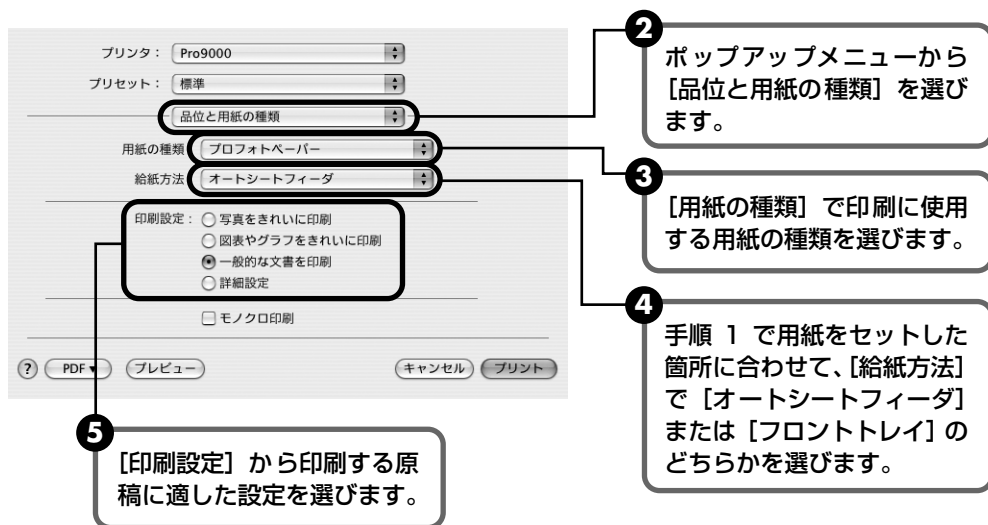 プリンタ： Pro9000
プリセット： 標準
品位と用紙の種類
用紙の種類 プロフォトペーパー
給紙方法 オートシートフィーダ
印刷設定： 写真をきれいに印刷
図表やグラフをきれいに印刷
一般的な文書を印刷
詳細設定
モノクロ印刷
? PDF▼ プレビュー キャンセル プリント
2
ポップアップメニューから
［品位と用紙の種類］を選び
ます。
3
［用紙の種類］で印刷に使用
する用紙の種類を選びます。
4
手順 1 で用紙をセットした
箇所に合わせて、［給紙方法］
で［オートシートフィーダ］
または［フロントトレイ］の
どちらかを選びます。
5
［印刷設定］から印刷する原
稿に適した設定を選びます。